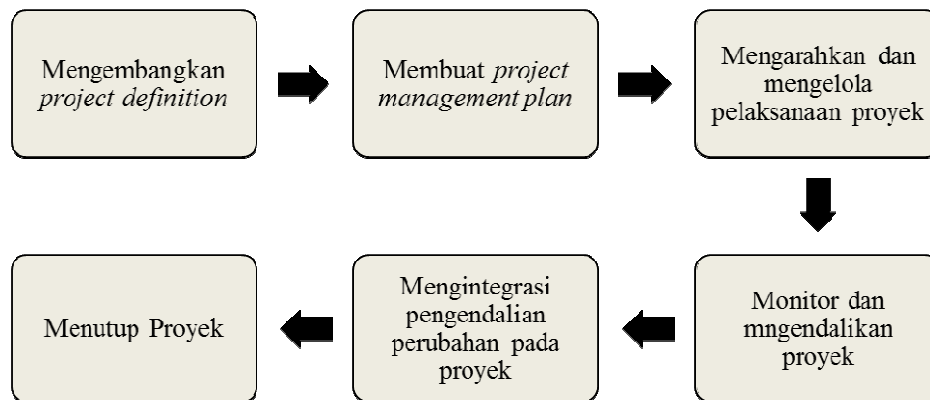 Mengembangkan
project definition
Membuat project
management plan
Mengarahkan dan
mengelola
pelaksanaan proyek
Monitor dan
mngendalikan
proyek
Mengintegrasi
pengendalian
perubahan pada
proyek
Menutup Proyek